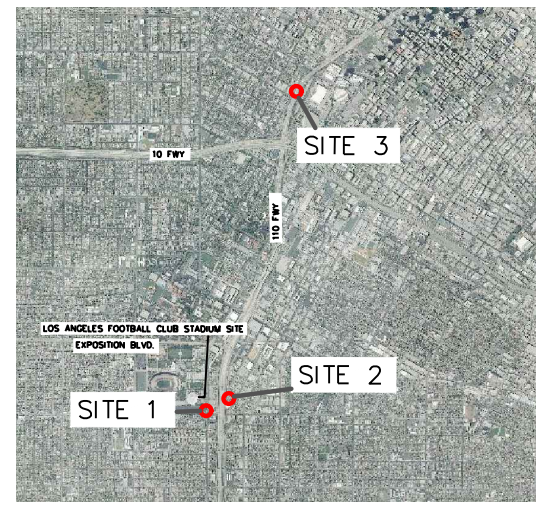 SITE 3
10 FWY
110 FWY
LOS ANGELES FOOTBALL CLUB STADIUM SITE
EXPOSITION BLVD.
SITE 2
SITE 1